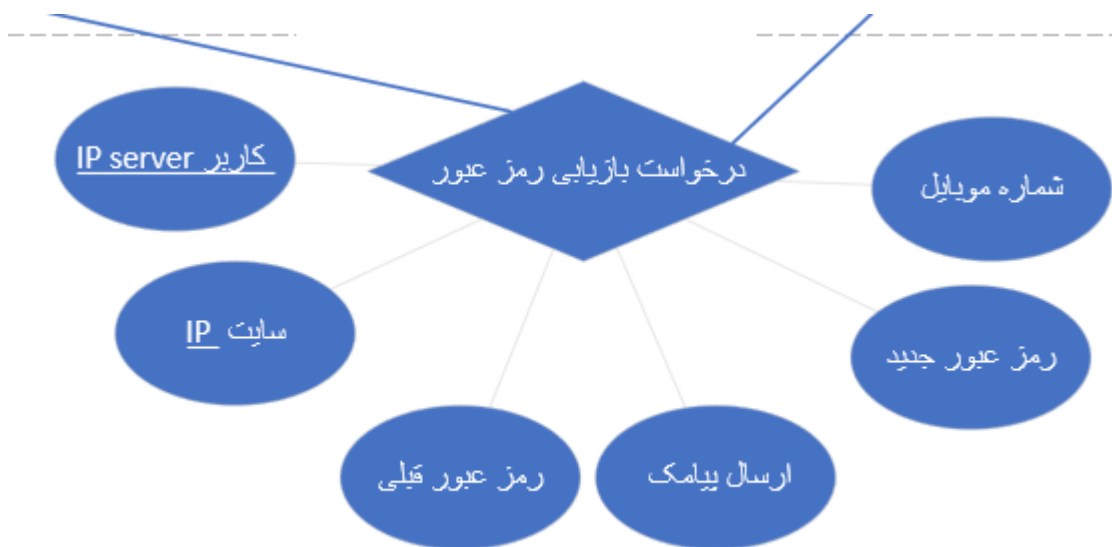 درخواست بازیابی رمز عبور
کاربر IP server
شماره موبایل
سایت IP
رمز عبور جدید
رمز عبور قبلی
ارسال پیامک